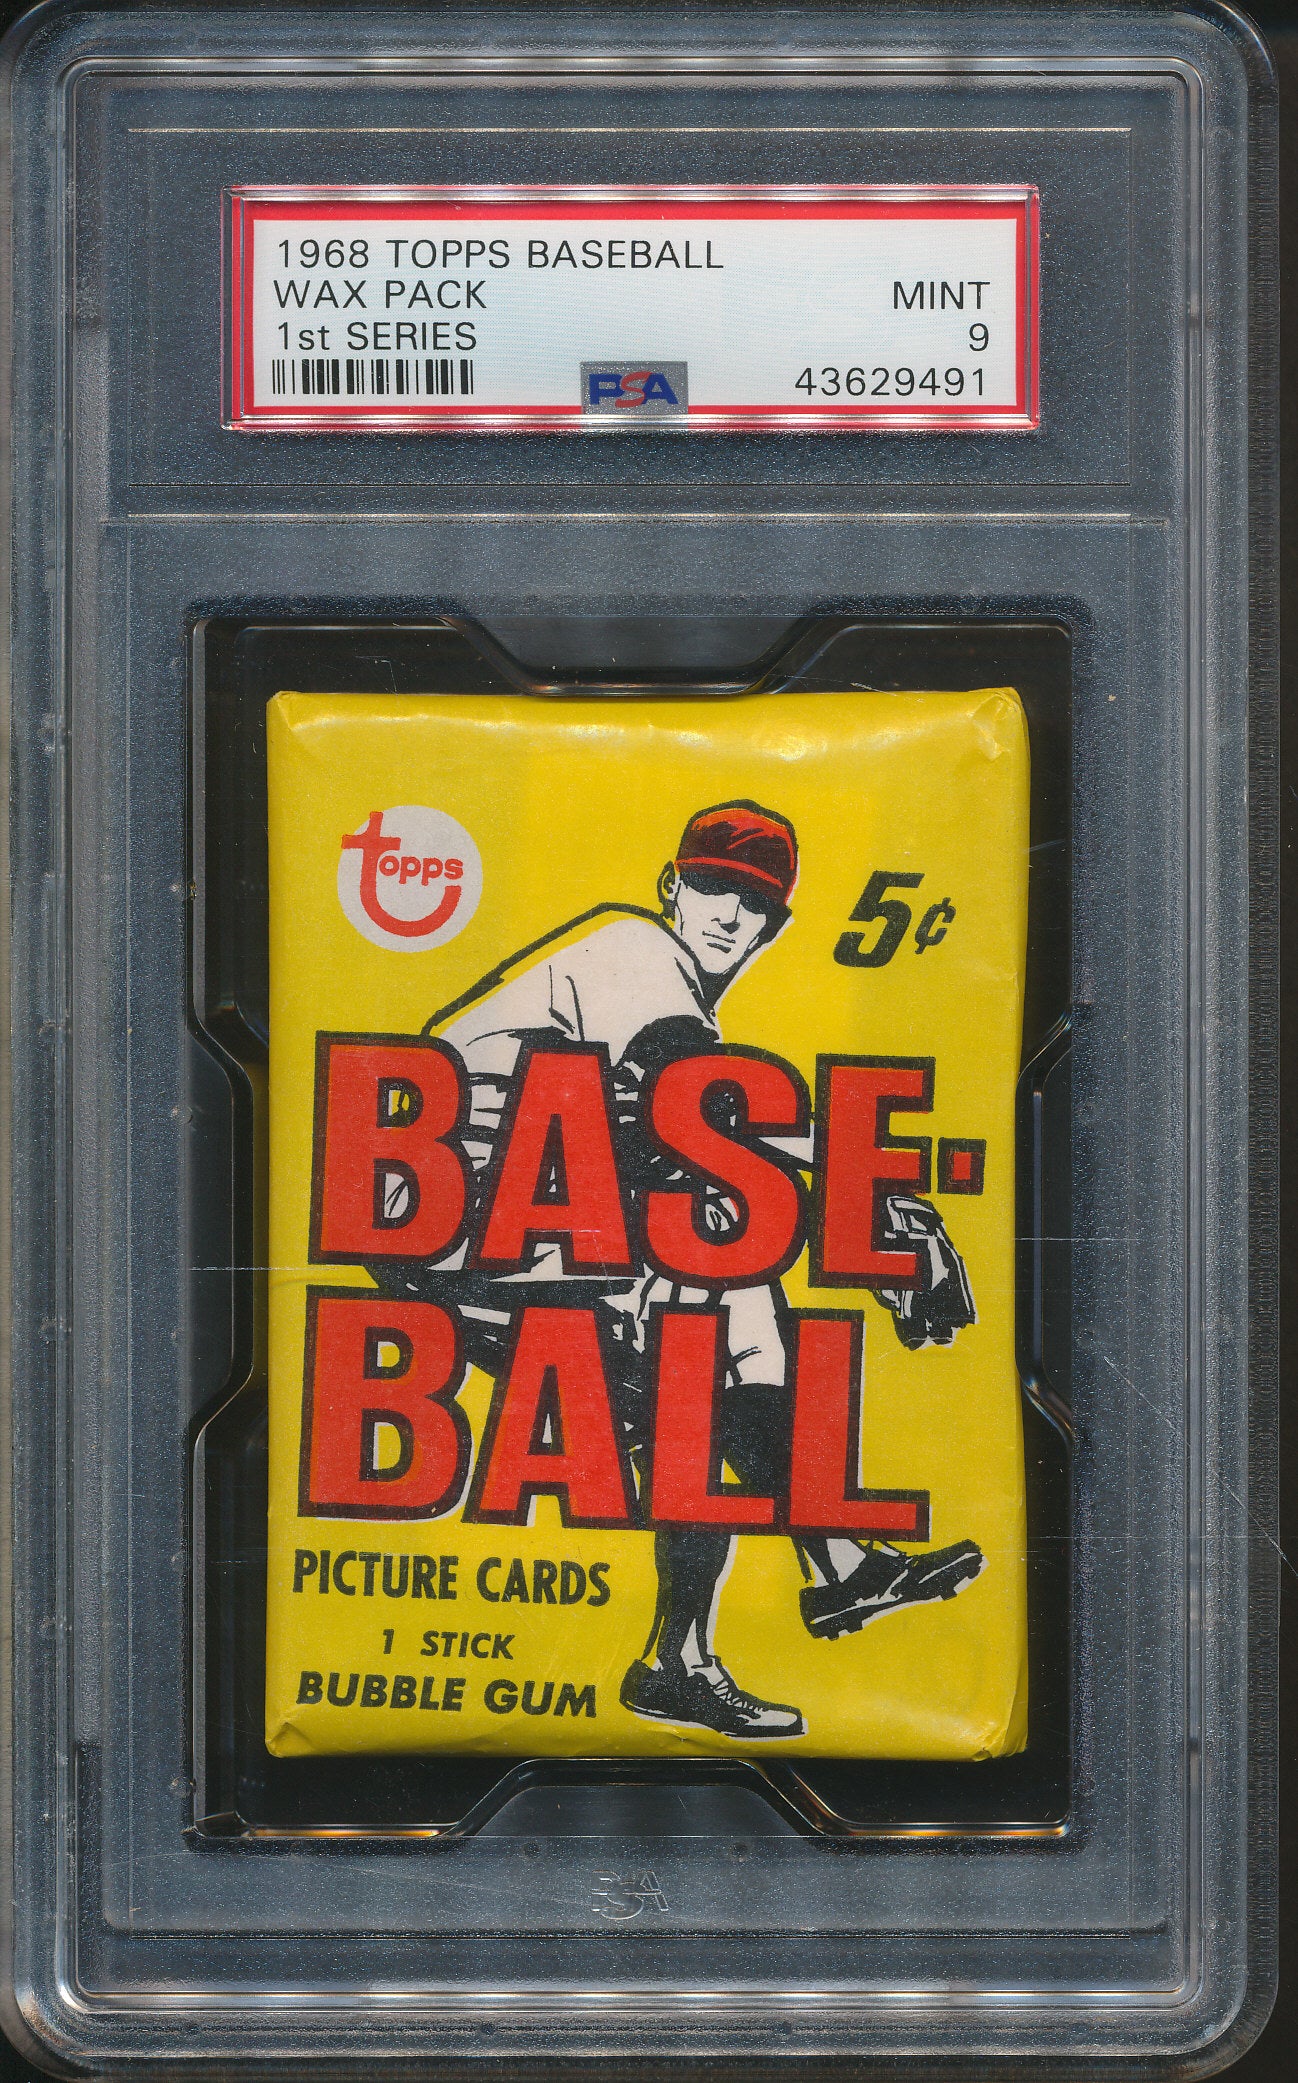 1968 TOPPS BASEBALL
WAX PACK
MINT
1st SERIES
9
PSA
43629491
topps
5¢
BASE-
BALL
PICTURE CARDS
1 STICK
BUBBLE GUM
PSA